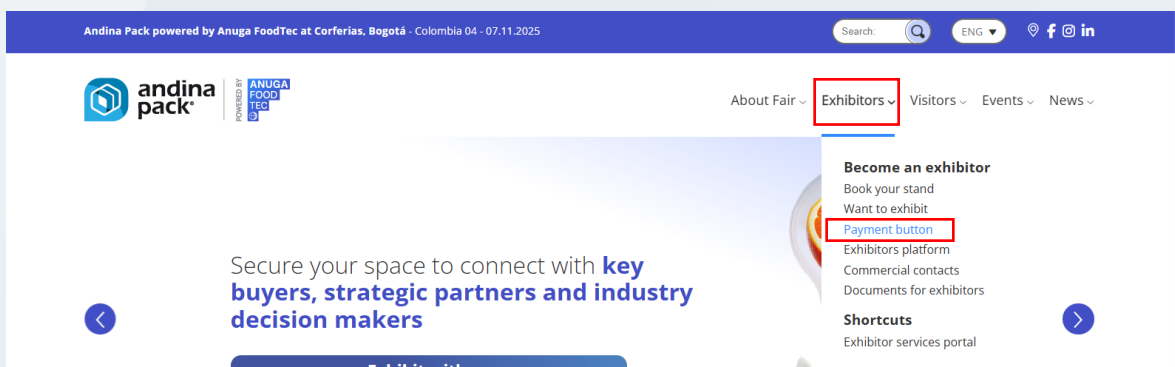 Andina Pack powered by Anuga FoodTec at Corferias, Bogotá - Colombia 04 - 07.11.2025
Search:
ENG
andina
pack
POWERED BY
ANUGA
FOOD
TEC
About Fair
Exhibitors
Visitors
Events
News
Become an exhibitor
Book your stand
Want to exhibit
Payment button
Exhibitors platform
Commercial contacts
Documents for exhibitors
Shortcuts
Exhibitor services portal
Secure your space to connect with key
buyers, strategic partners and industry
decision makers